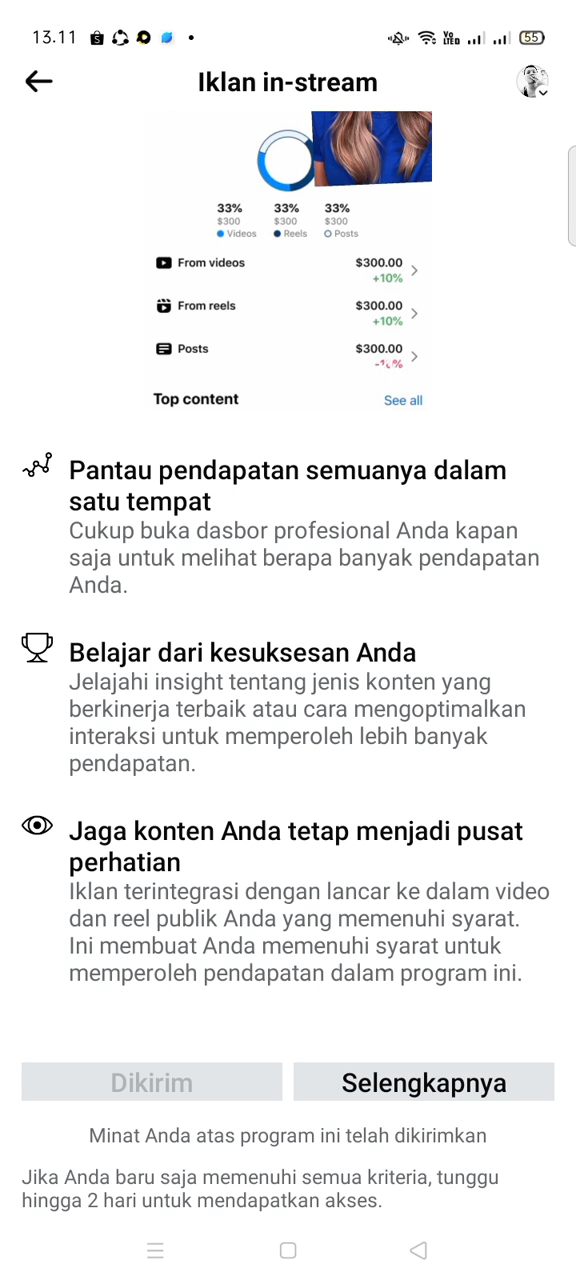 13.11
VO LTE
55
Iklan in-stream
33% 33% 33%
$300 $300 $300
Videos Reels Posts
From videos $300.00
+10%
From reels $300.00
+10%
Posts $300.00
Top content See all
Pantau pendapatan semuanya dalam
satu tempat
Cukup buka dasbor profesional Anda kapan
saja untuk melihat berapa banyak pendapatan
Anda.
Belajar dari kesuksesan Anda
Jelajahi insight tentang jenis konten yang
berkinerja terbaik atau cara mengoptimalkan
interaksi untuk memperoleh lebih banyak
pendapatan.
Jaga konten Anda tetap menjadi pusat
perhatian
Iklan terintegrasi dengan lancar ke dalam video
dan reel publik Anda yang memenuhi syarat.
Ini membuat Anda memenuhi syarat untuk
memperoleh pendapatan dalam program ini.
Dikirim Selengkapnya
Minat Anda atas program ini telah dikirimkan
Jika Anda baru saja memenuhi semua kriteria, tunggu
hingga 2 hari untuk mendapatkan akses.